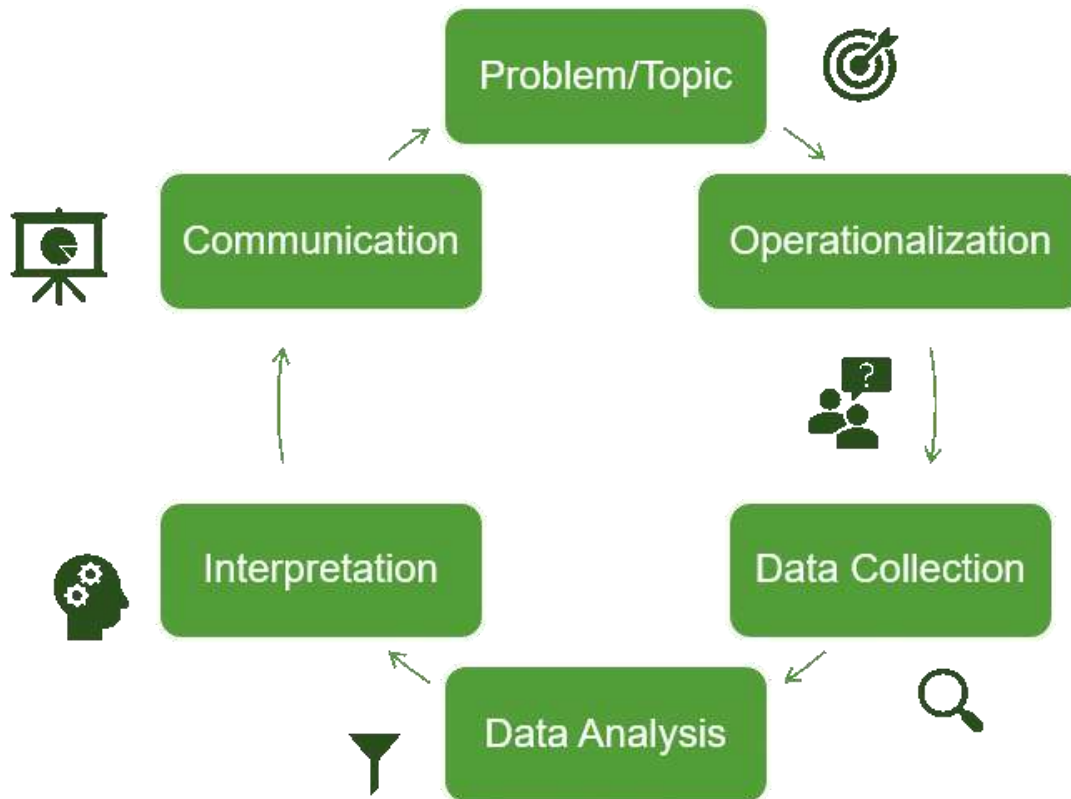 Problem/Topic
Operationalization
?
Data Collection
Data Analysis
Interpretation
Communication